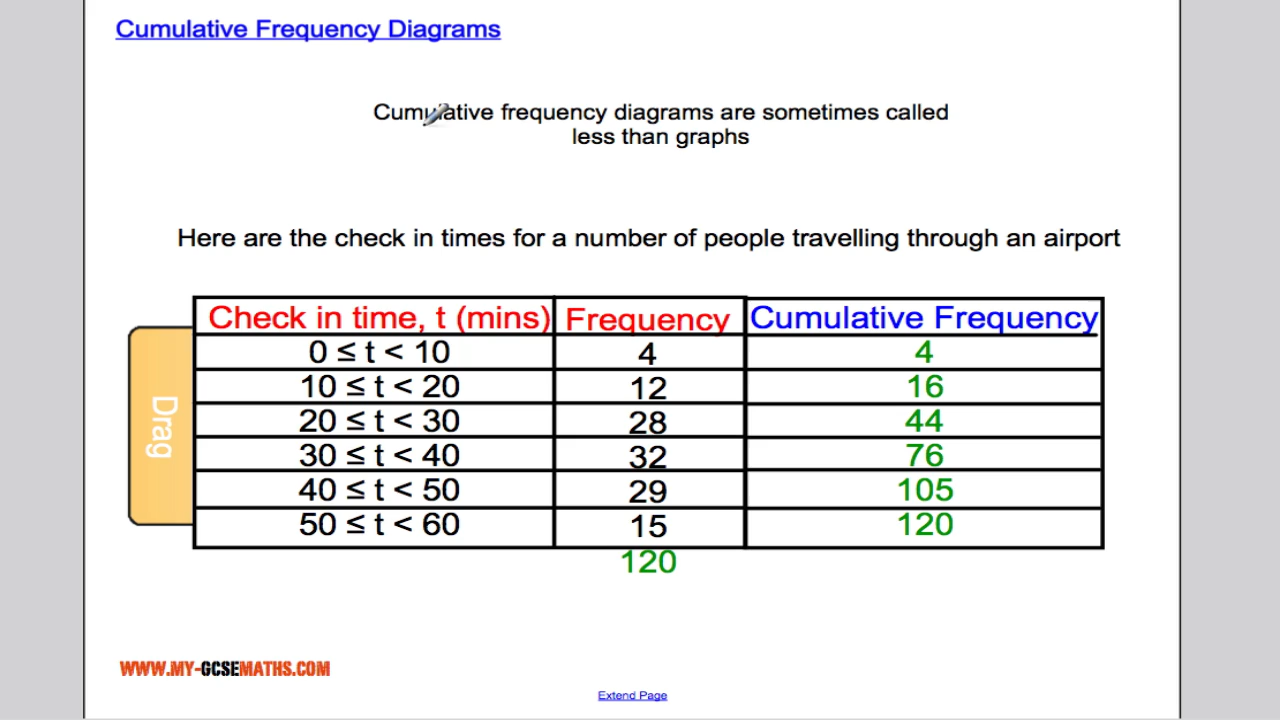 Cumulative Frequency Diagrams
Cumulative frequency diagrams are sometimes called
less than graphs
Here are the check in times for a number of people travelling through an airport
Check in time, t (mins) Frequency Cumulative Frequency
0 ≤ t < 10 4 4
10 ≤ t < 20 12 16
20 ≤ t < 30 28 44
30 ≤ t < 40 32 76
40 ≤ t < 50 29 105
50 ≤ t < 60 15 120
120
Drag
WWW.MY-GCSEMATHS.COM
Extend Page